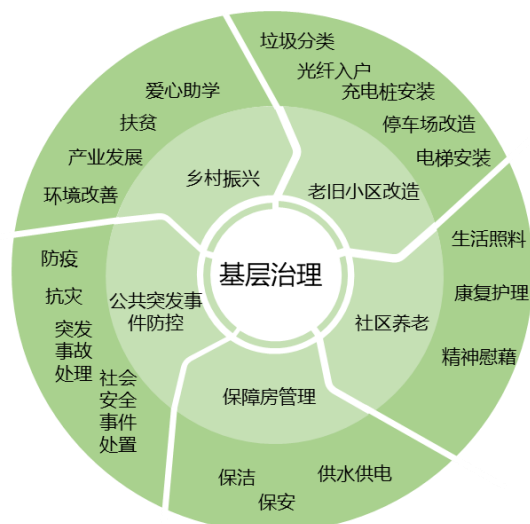 基层治理
老旧小区改造
垃圾分类
光纤入户
充电桩安装
停车场改造
电梯安装
社区养老
生活照料
康复护理
精神慰藉
保障房管理
供水供电
保安
保洁
公共突发事
件防控
防疫
抗灾
突发
事故
处理
社会
安全
事件
处置
乡村振兴
爱心助学
扶贫
产业发展
环境改善